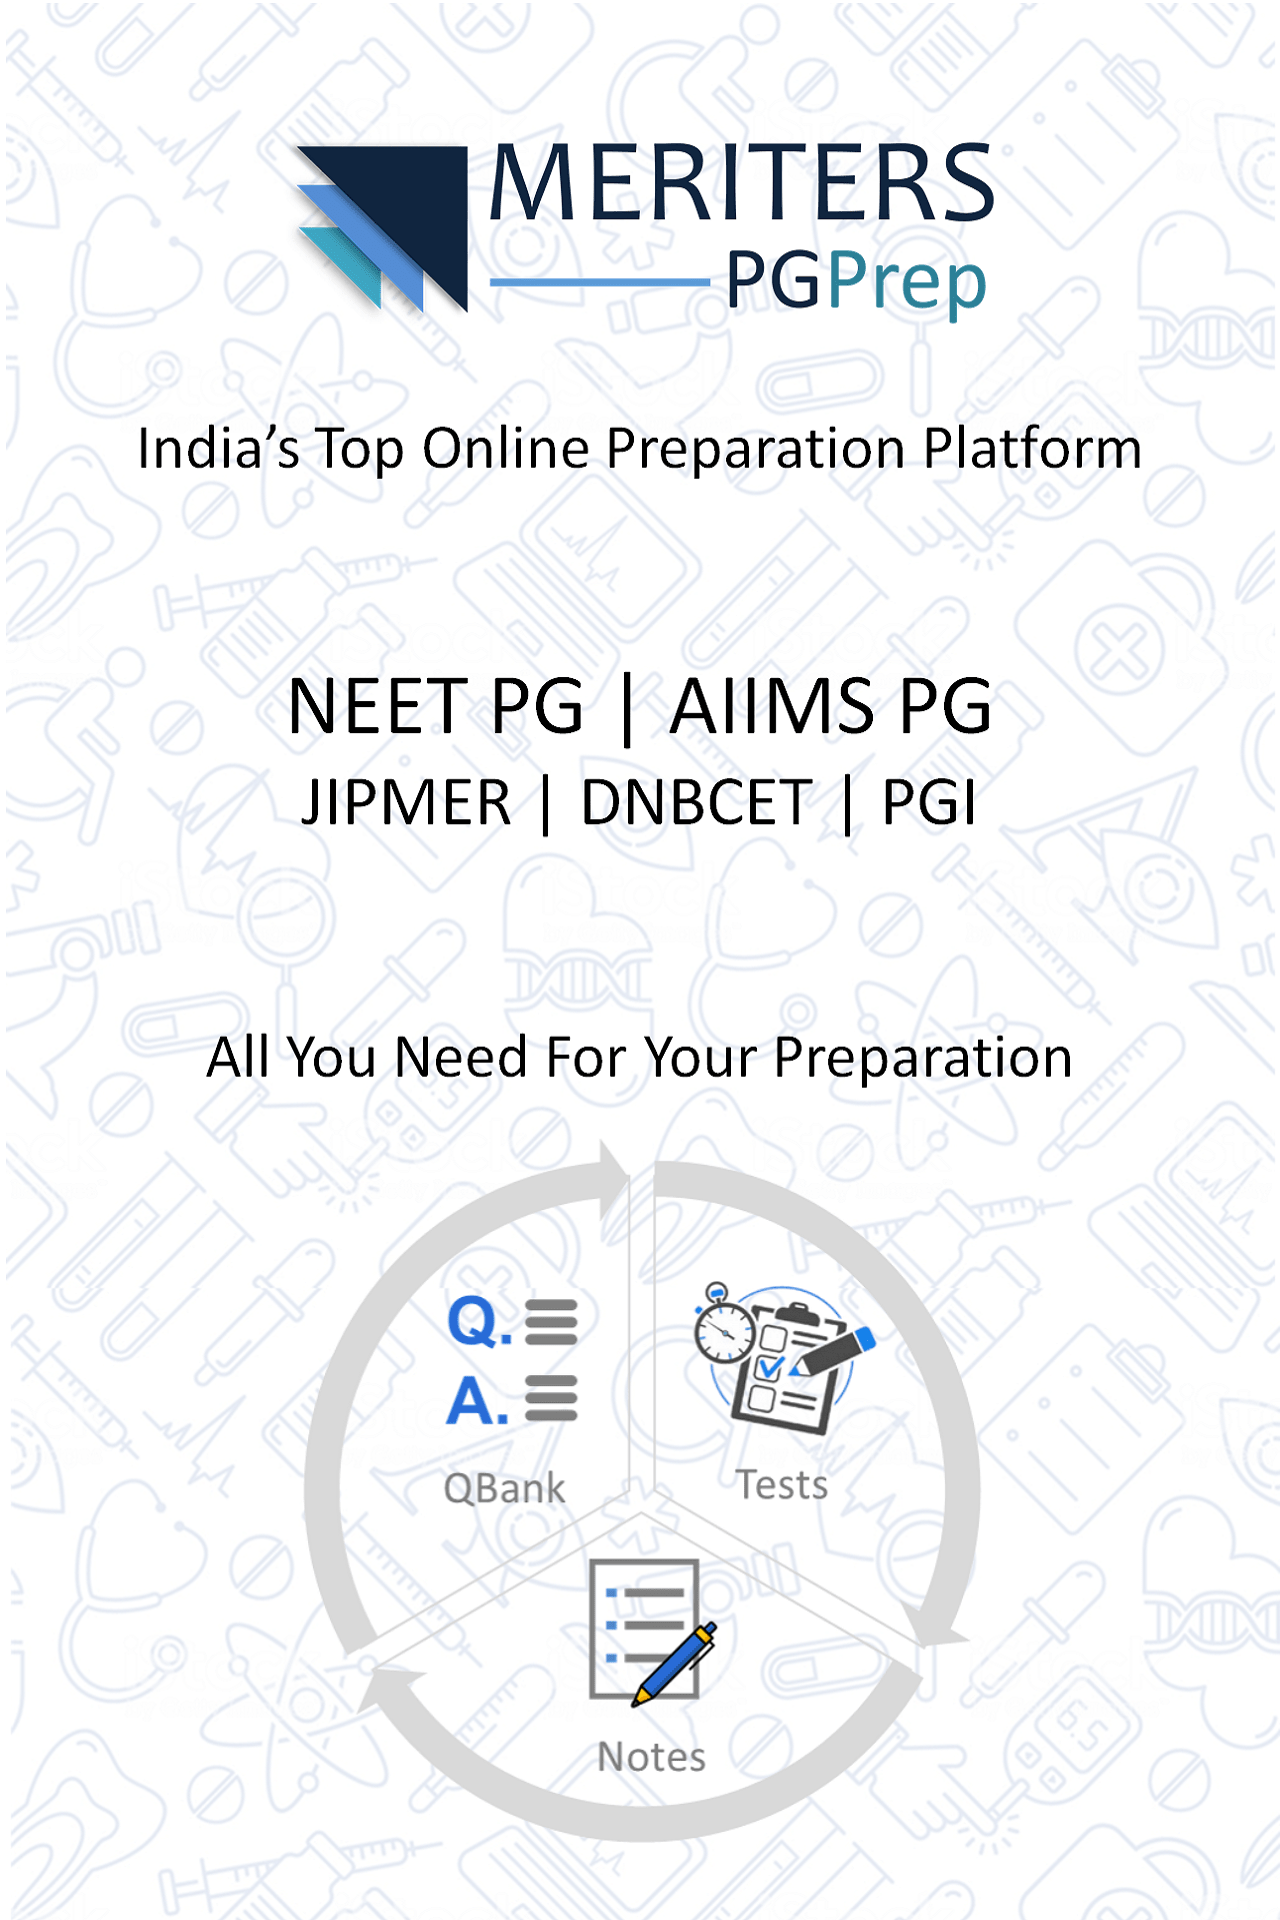 MERITERS
PGPrep
India's Top Online Preparation Platform
NEET PG | AIIMS PG
JIPMER | DNBCET | PGI
All You Need For Your Preparation
Q.
A.
QBank
Tests
Notes